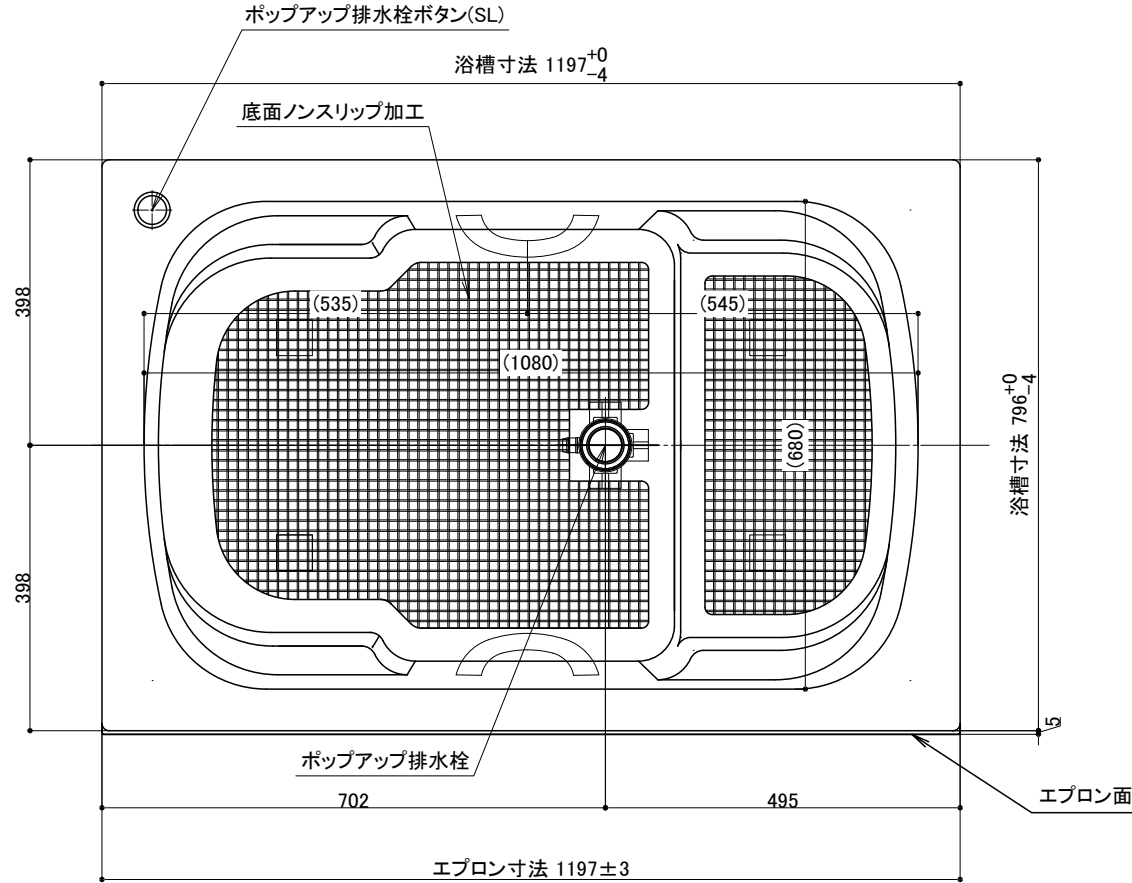 ポップアップ排水栓ボタン(SL)
浴槽寸法 1197 +0 -4
底面ノンスリップ加工
398
(535)
(545)
(1080)
浴槽寸法 796 +0 -4
(680)
398
5
ポップアップ排水栓
702
495
エプロン面
エプロン寸法 1197±3